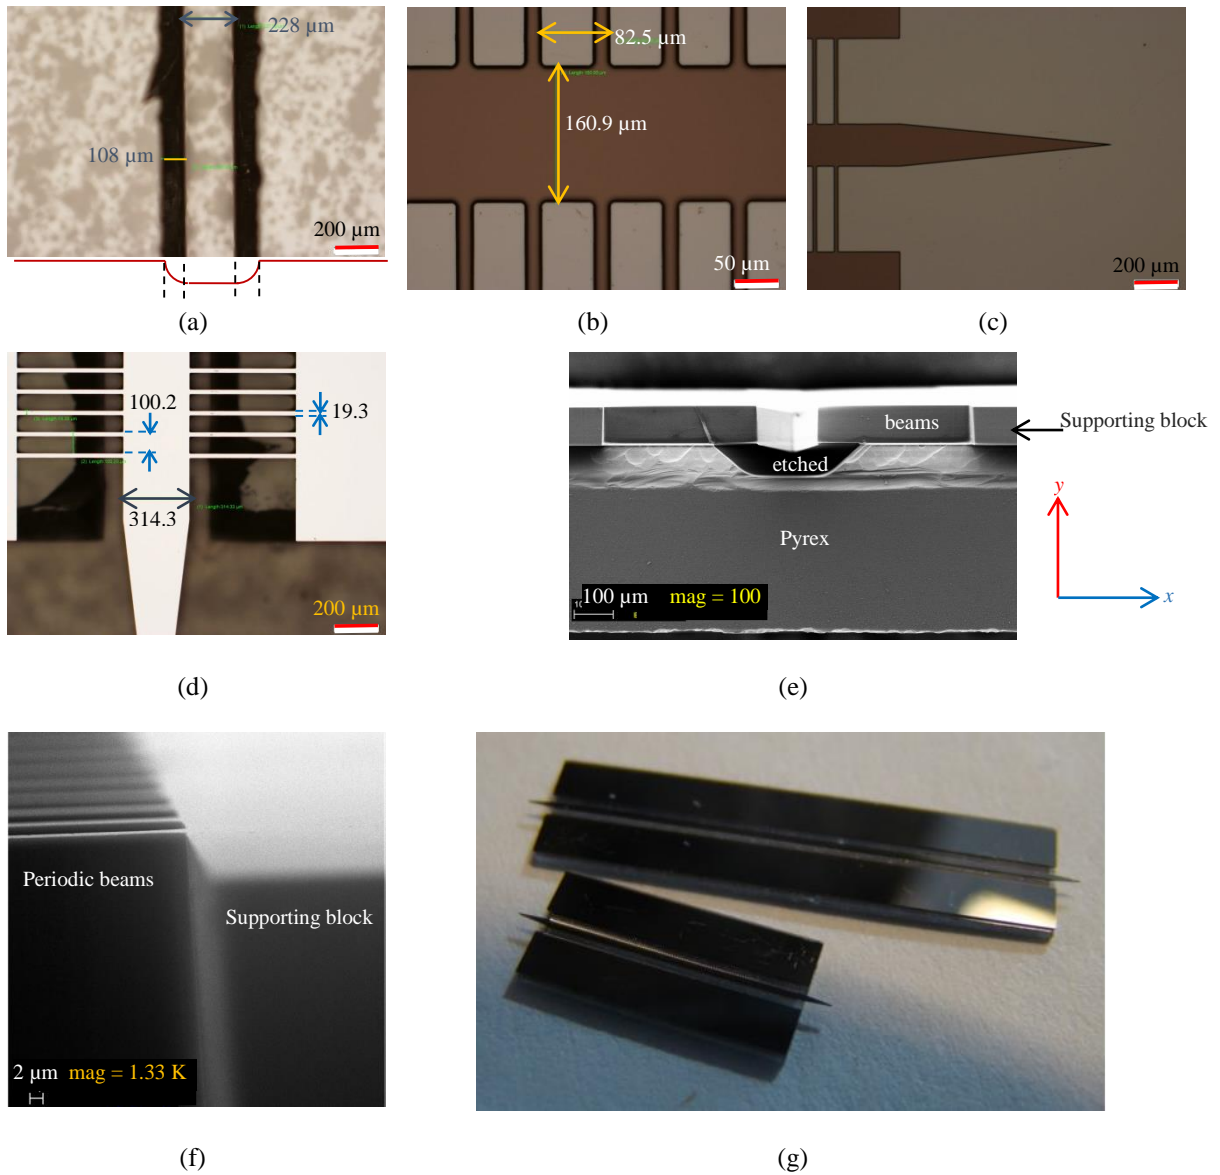 228 μm
108 μm
200 μm
(a)
82.5 μm
160.9 μm
50 μm
(b)
200 μm
(c)
100.2
19.3
314.3
200 μm
(d)
beams
Supporting block
etched
Pyrex
100 μm mag = 100
y
x
(e)
Periodic beams
Supporting block
2 μm mag = 1.33 K
(f)
(g)